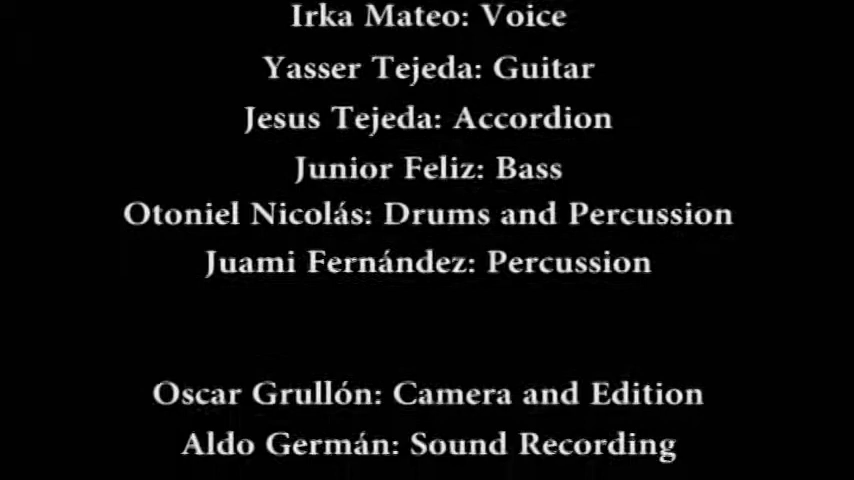 Irka Mateo: Voice
Yasser Tejeda: Guitar
Jesus Tejeda: Accordion
Junior Feliz: Bass
Otoniel Nicolás: Drums and Percussion
Juami Fernández: Percussion
Oscar Grullón: Camera and Edition
Aldo Germán: Sound Recording